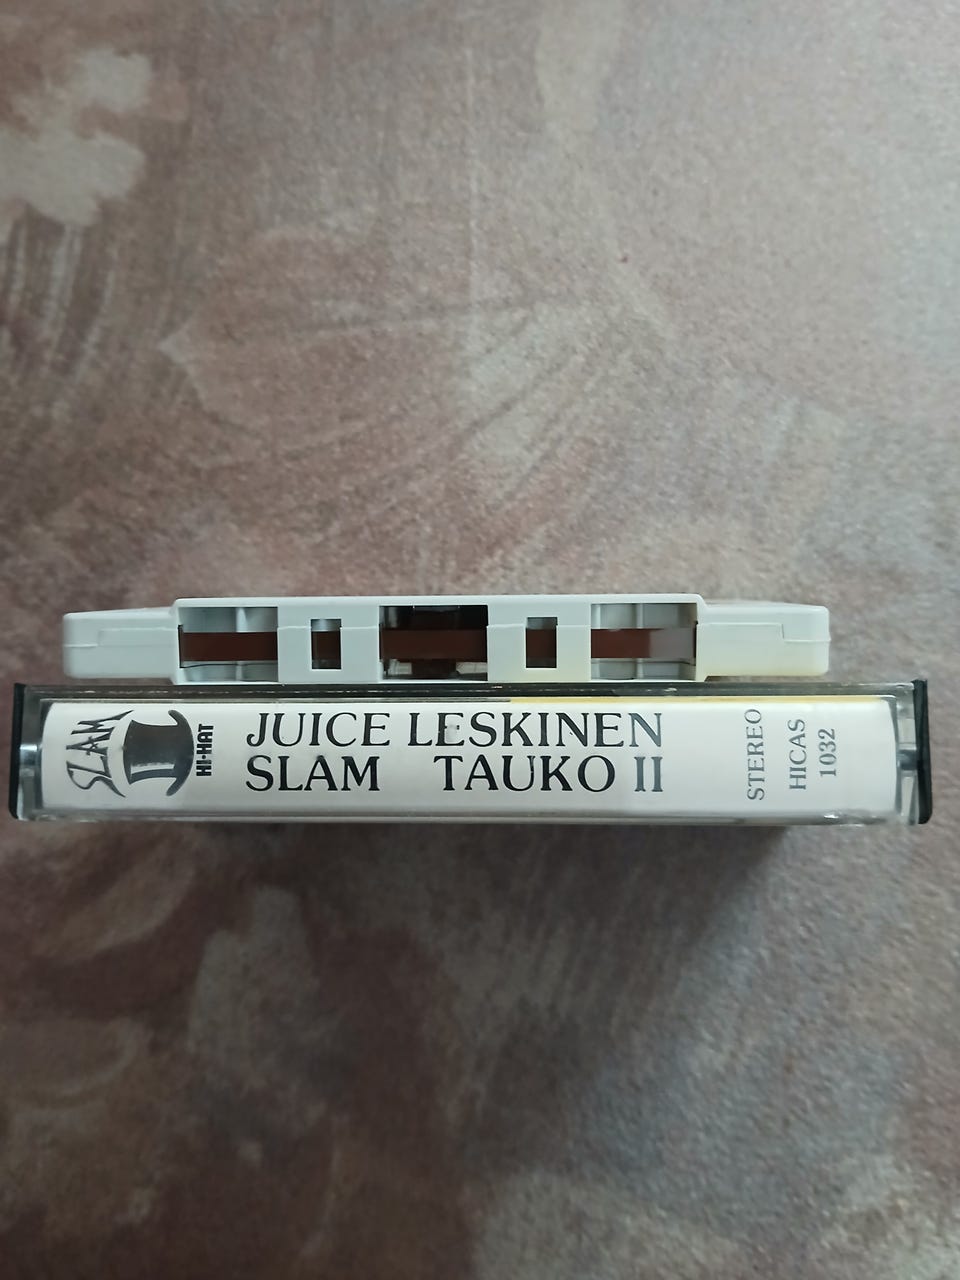 SLAM
HI-HAT
JUICE LESKINEN
SLAM TAUKO II
STEREO
HICAS
1032